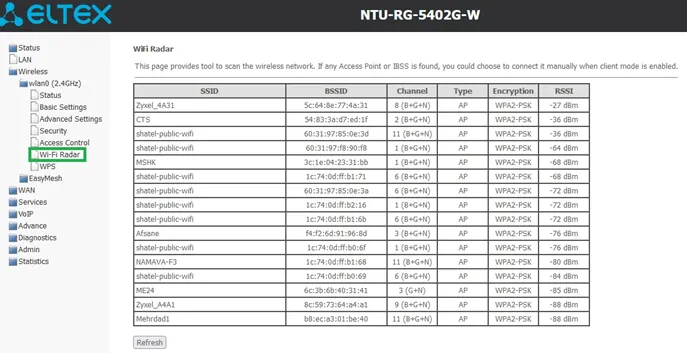 ELTEX
NTU-RG-5402G-W
Status
LAN
Wireless
wlan0 (2.4GHz)
Status
Basic Settings
Advanced Settings
Security
Access Control
Wi-Fi Radar
WPS
EasyMesh
WAN
Services
VoIP
Advance
Diagnostics
Admin
Statistics
WiFi Radar
This page provides tool to scan the wireless network. If any Access Point or IBSS is found, you could choose to connect it manually when client mode is enabled.
SSID BSSID Channel Type Encryption RSSI
Zyxel_4A31 5c:64:8e:77:4a:31 8 (B+G+N) AP WPA2-PSK -27 dBm
CTS 54:83:3a:d7:ed:1f 2 (B+G+N) AP WPA2-PSK -36 dBm
shatel-public-wifi 60:31:97:85:0e:3d 11 (B+G+N) AP WPA2-PSK -36 dBm
shatel-public-wifi 60:31:97:f8:90:f8 1 (B+G+N) AP WPA2-PSK -64 dBm
MSHK 3c:1e:04:23:31:bb 1 (B+G+N) AP WPA2-PSK -68 dBm
shatel-public-wifi 1c:74:0d:ff:b1:71 6 (B+G+N) AP WPA2-PSK -68 dBm
shatel-public-wifi 60:31:97:85:0e:3a 6 (B+G+N) AP WPA2-PSK -72 dBm
shatel-public-wifi 1c:74:0d:ff:b2:16 1 (B+G+N) AP WPA2-PSK -72 dBm
shatel-public-wifi 1c:74:0d:ff:b1:6b 6 (B+G+N) AP WPA2-PSK -72 dBm
Afsane f4:f2:6d:91:96:8d 3 (B+G+N) AP WPA2-PSK -76 dBm
shatel-public-wifi 1c:74:0d:ff:b0:6f 1 (B+G+N) AP WPA2-PSK -76 dBm
NAMAVA-F3 1c:74:0d:ff:b1:68 11 (B+G+N) AP WPA2-PSK -80 dBm
shatel-public-wifi 1c:74:0d:ff:b0:69 6 (B+G+N) AP WPA2-PSK -84 dBm
ME24 6c:3b:6b:40:31:41 3 (G+N) AP WPA2-PSK -85 dBm
Zyxel_A4A1 8c:59:73:64:a4:a1 9 (B+G+N) AP WPA2-PSK -88 dBm
Mehrdad1 b8:ec:a3:01:be:40 11 (B+G+N) AP WPA2-PSK -88 dBm
Refresh